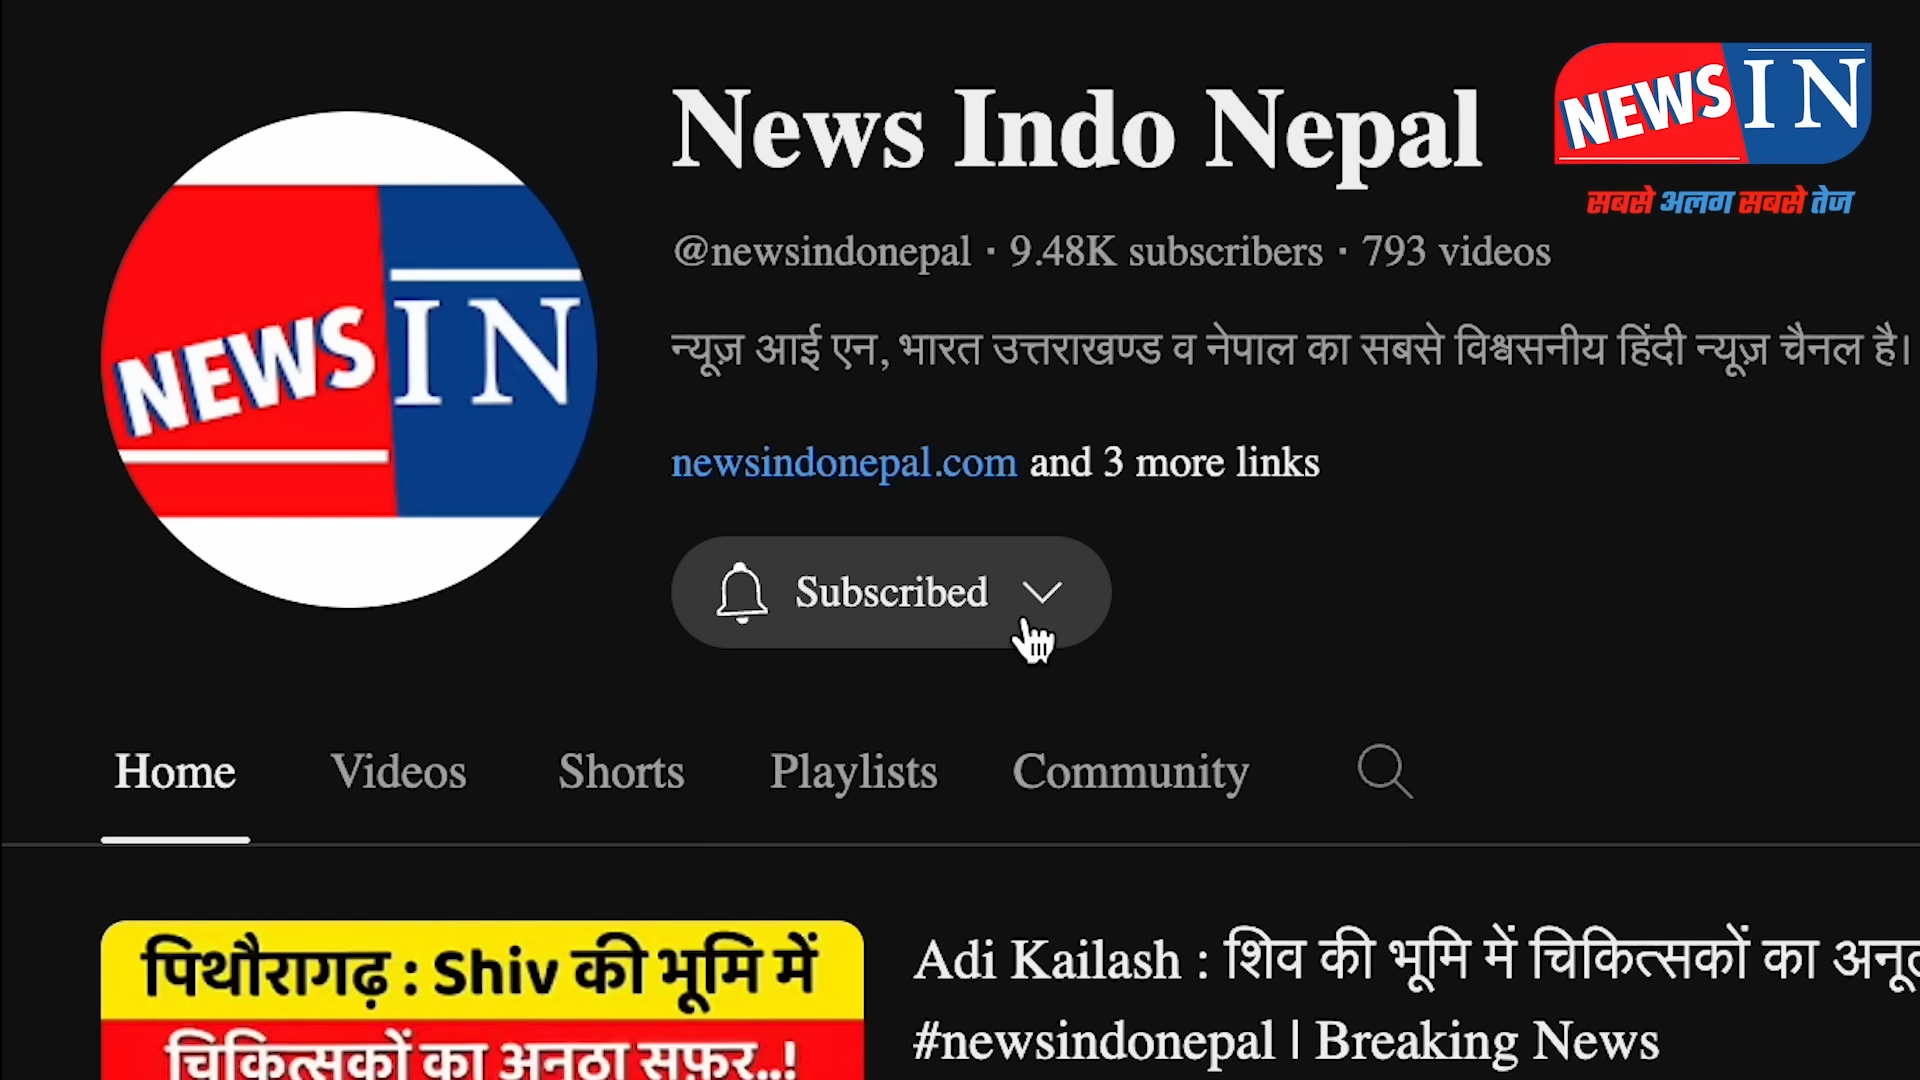 News Indo Nepal
NEWS IN
सबसे अलग सबसे तेज
@newsindonepal · 9.48K subscribers · 793 videos
न्यूज़ आई एन, भारत उत्तराखण्ड व नेपाल का सबसे विश्वसनीय हिंदी न्यूज़ चैनल है।
NEWS IN
newsindonepal.com and 3 more links
Subscribed
Home Videos Shorts Playlists Community
पिथौरागढ़ : Shiv की भूमि में
चिकित्सकों का अनूठा सफ़र..!
Adi Kailash : शिव की भूमि में चिकित्सकों का
#newsindonepal | Breaking News